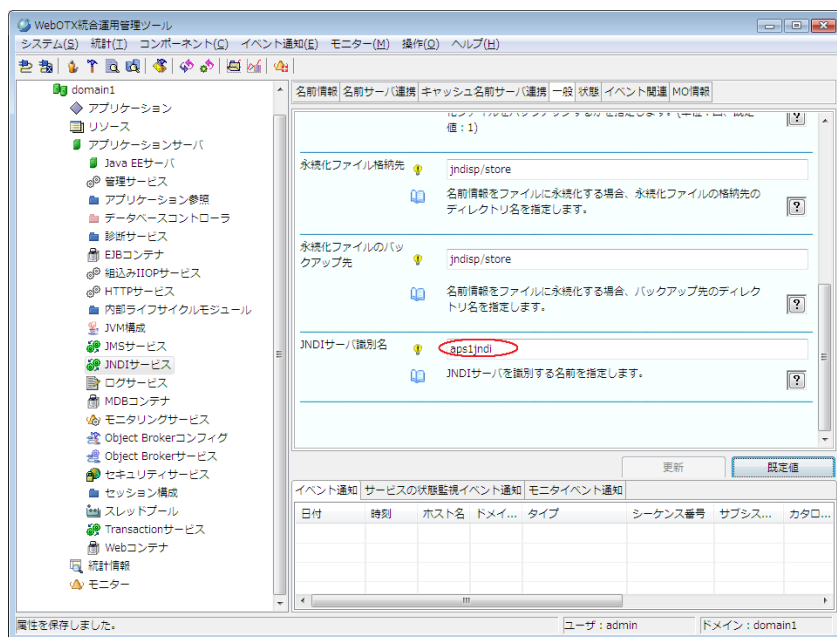 WebOTX統合運用管理ツール
システム(S) 統計(T) コンポーネント(C) イベント通知(E) モニター(M) 操作(O) ヘルプ(H)
domain1
アプリケーション
リソース
アプリケーションサーバ
Java EEサーバ
管理サービス
アプリケーション参照
データベースコントローラ
診断サービス
EJBコンテナ
組込みIIOPサービス
HTTPサービス
内部ライフサイクルモジュール
JVM構成
JMSサービス
JNDIサービス
ログサービス
MDBコンテナ
モニタリングサービス
Object Brokerコンフィグ
Object Brokerサービス
セキュリティサービス
セッション構成
スレッドプール
Transactionサービス
Webコンテナ
統計情報
モニター
名前情報 名前サーバ連携 キャッシュ名前サーバ連携 一般 状態 イベント関連 MO情報
値：1)
永続化ファイル格納先
jndisp/store
名前情報をファイルに永続化する場合、永続化ファイルの格納先の
ディレクトリ名を指定します。
永続化ファイルのバッ
クアップ先
jndisp/store
名前情報をファイルに永続化する場合、バックアップ先のディレク
トリ名を指定します。
JNDIサーバ識別名
aps1jndi
JNDIサーバを識別する名前を指定します。
更新 既定値
イベント通知 サービスの状態監視イベント通知 モニタイベント通知
日付 時刻 ホスト名 ドメイ... タイプ シーケンス番号 サブシス... カタロ...
属性を保存しました。
ユーザ : admin
ドメイン : domain1